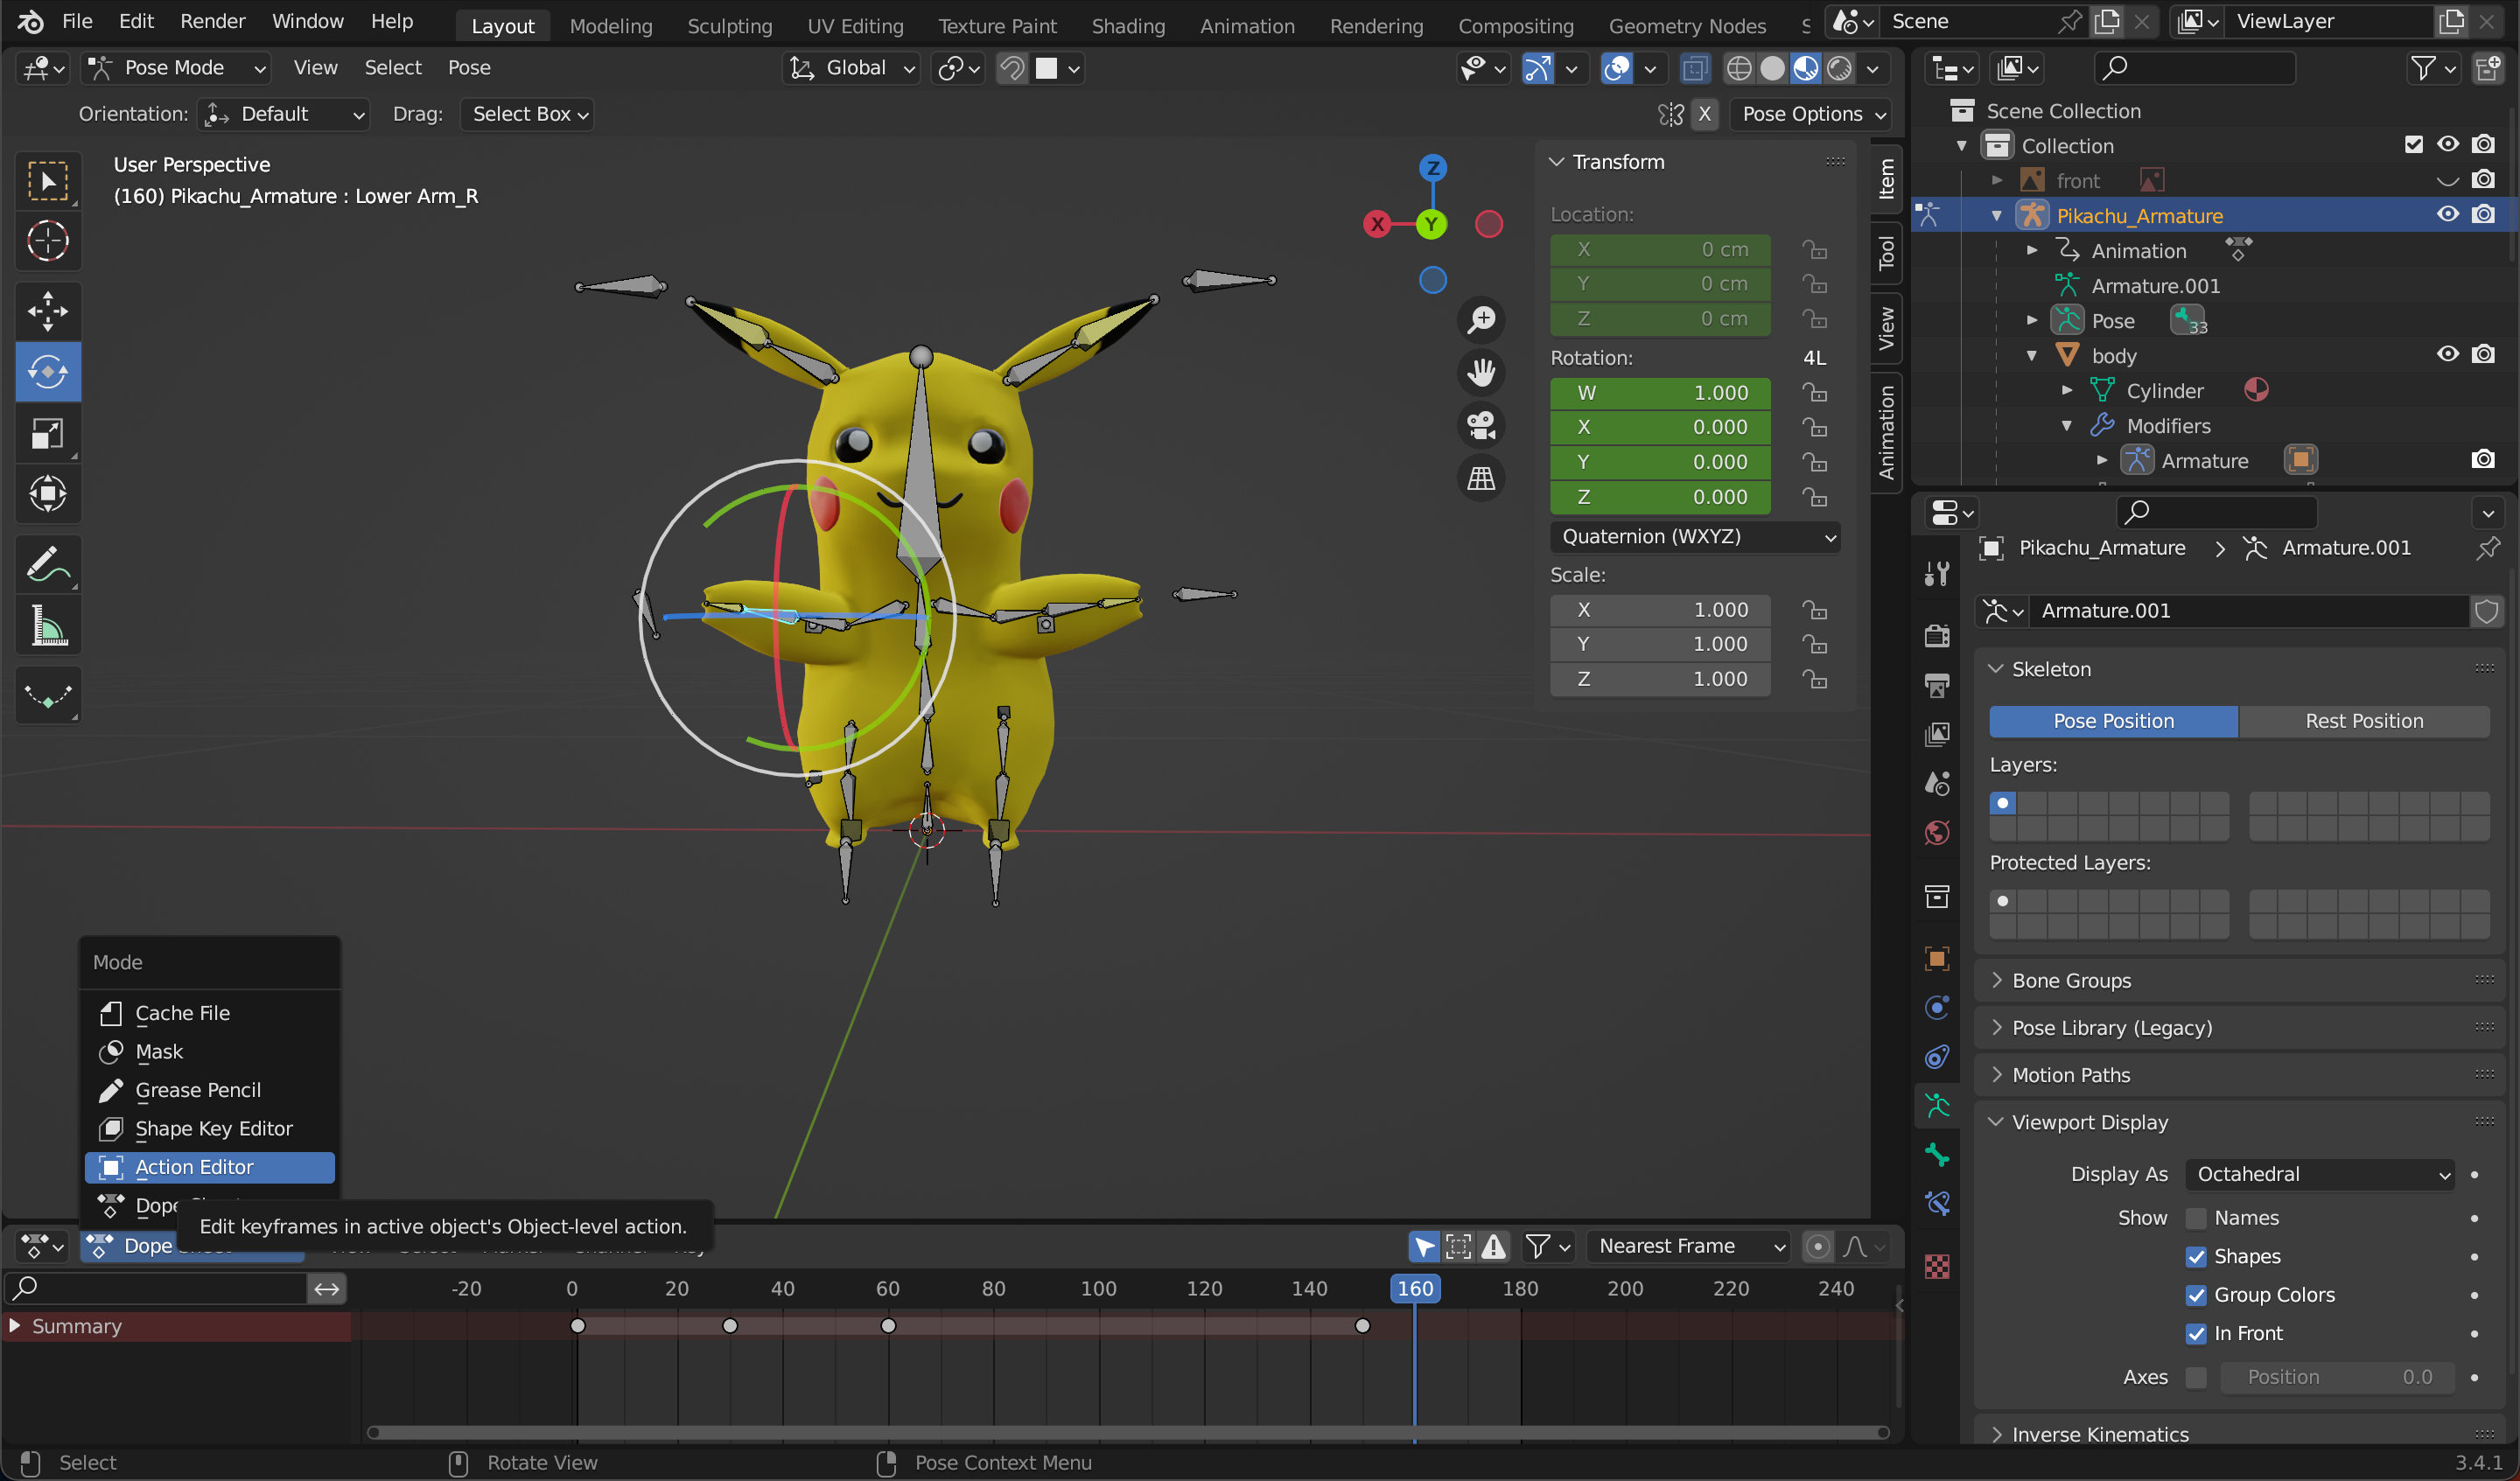 File Edit Render Window Help Layout Modeling Sculpting UV Editing Texture Paint Shading Animation Rendering Compositing Geometry Nodes Scene ViewLayer
Pose Mode View Select Pose Global
Orientation: Default Drag: Select Box X Pose Options
User Perspective
(160) Pikachu_Armature : Lower Arm_R
Z
X
Y
Transform
Location:
X 0 cm
Y 0 cm
Z 0 cm
Rotation: 4L
W 1.000
X 0.000
Y 0.000
Z 0.000
Quaternion (WXYZ)
Scale:
X 1.000
Y 1.000
Z 1.000
Item
Tool
View
Animation
Scene Collection
Collection
front
Pikachu_Armature
Animation
Armature.001
Pose 33
body
Cylinder
Modifiers
Armature
Pikachu_Armature > Armature.001
Armature.001
Skeleton
Pose Position Rest Position
Layers:
Protected Layers:
Bone Groups
Pose Library (Legacy)
Motion Paths
Viewport Display
Display As Octahedral
Show Names
Shapes
Group Colors
In Front
Axes Position 0.0
Inverse Kinematics
Mode
Cache File
Mask
Grease Pencil
Shape Key Editor
Action Editor
Dope
Edit keyframes in active object's Object-level action.
Dope Nearest Frame
-20 0 20 40 60 80 100 120 140 160 180 200 220 240
Summary
Select Rotate View Pose Context Menu 3.4.1